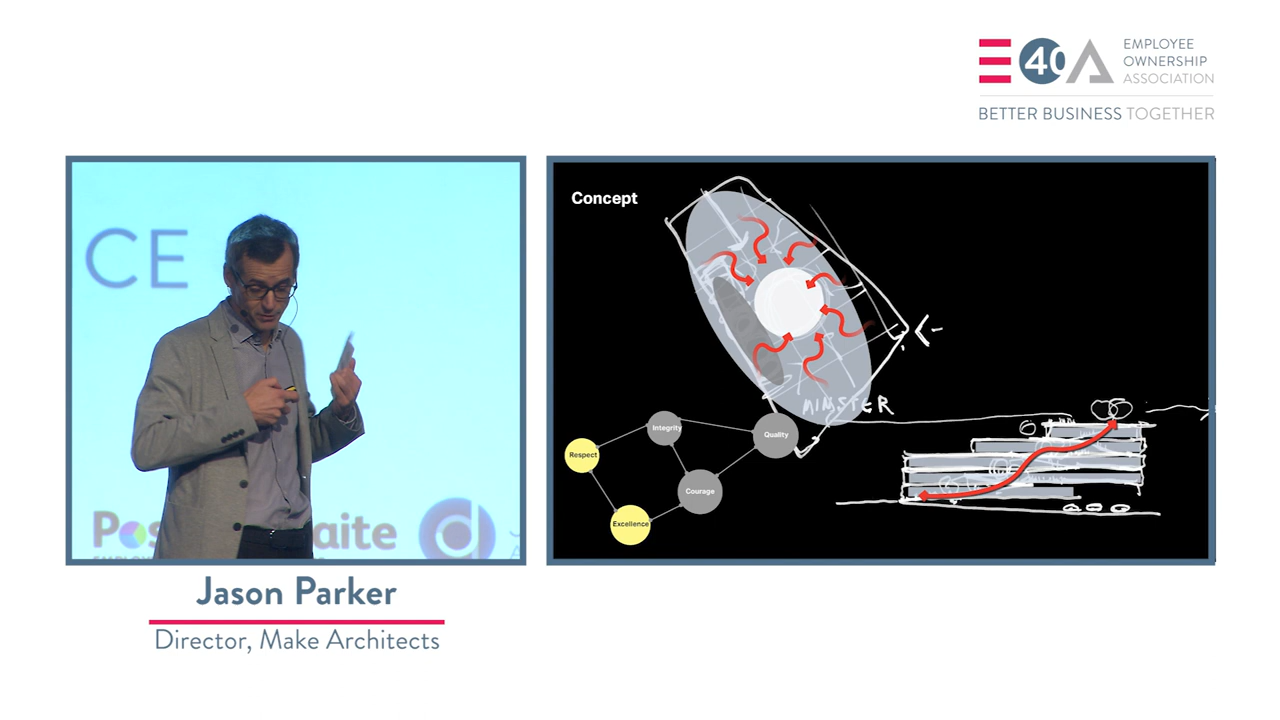 E40A
EMPLOYEE
OWNERSHIP
ASSOCIATION
BETTER BUSINESS TOGETHER
CE
Concept
MINSTER
Integrity
Quality
Respect
Courage
Excellence
Jason Parker
Director, Make Architects